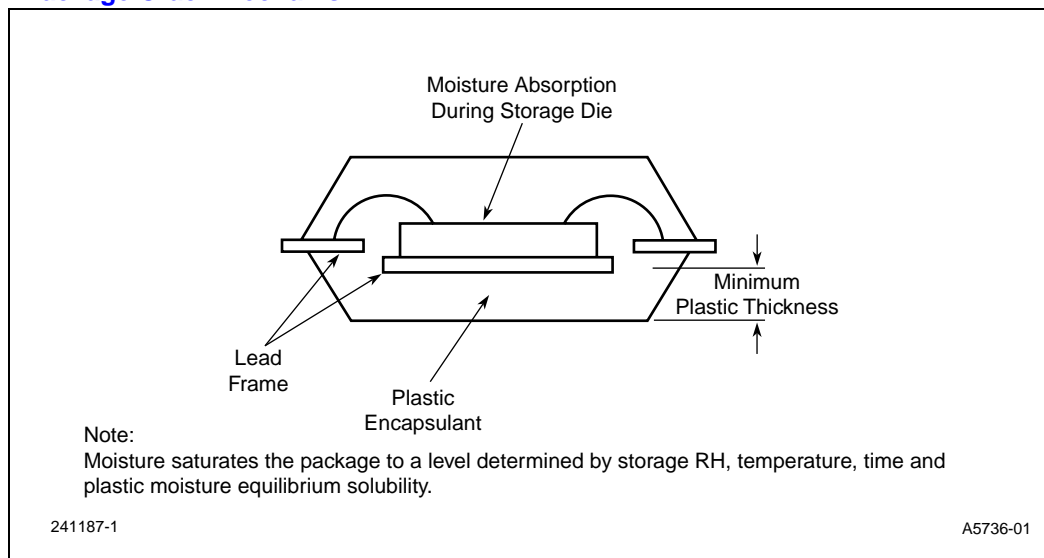 Moisture Absorption
During Storage Die
Minimum
Plastic Thickness
Lead
Frame
Plastic
Encapsulant
Note:
Moisture saturates the package to a level determined by storage RH, temperature, time and
plastic moisture equilibrium solubility.
241187-1
A5736-01